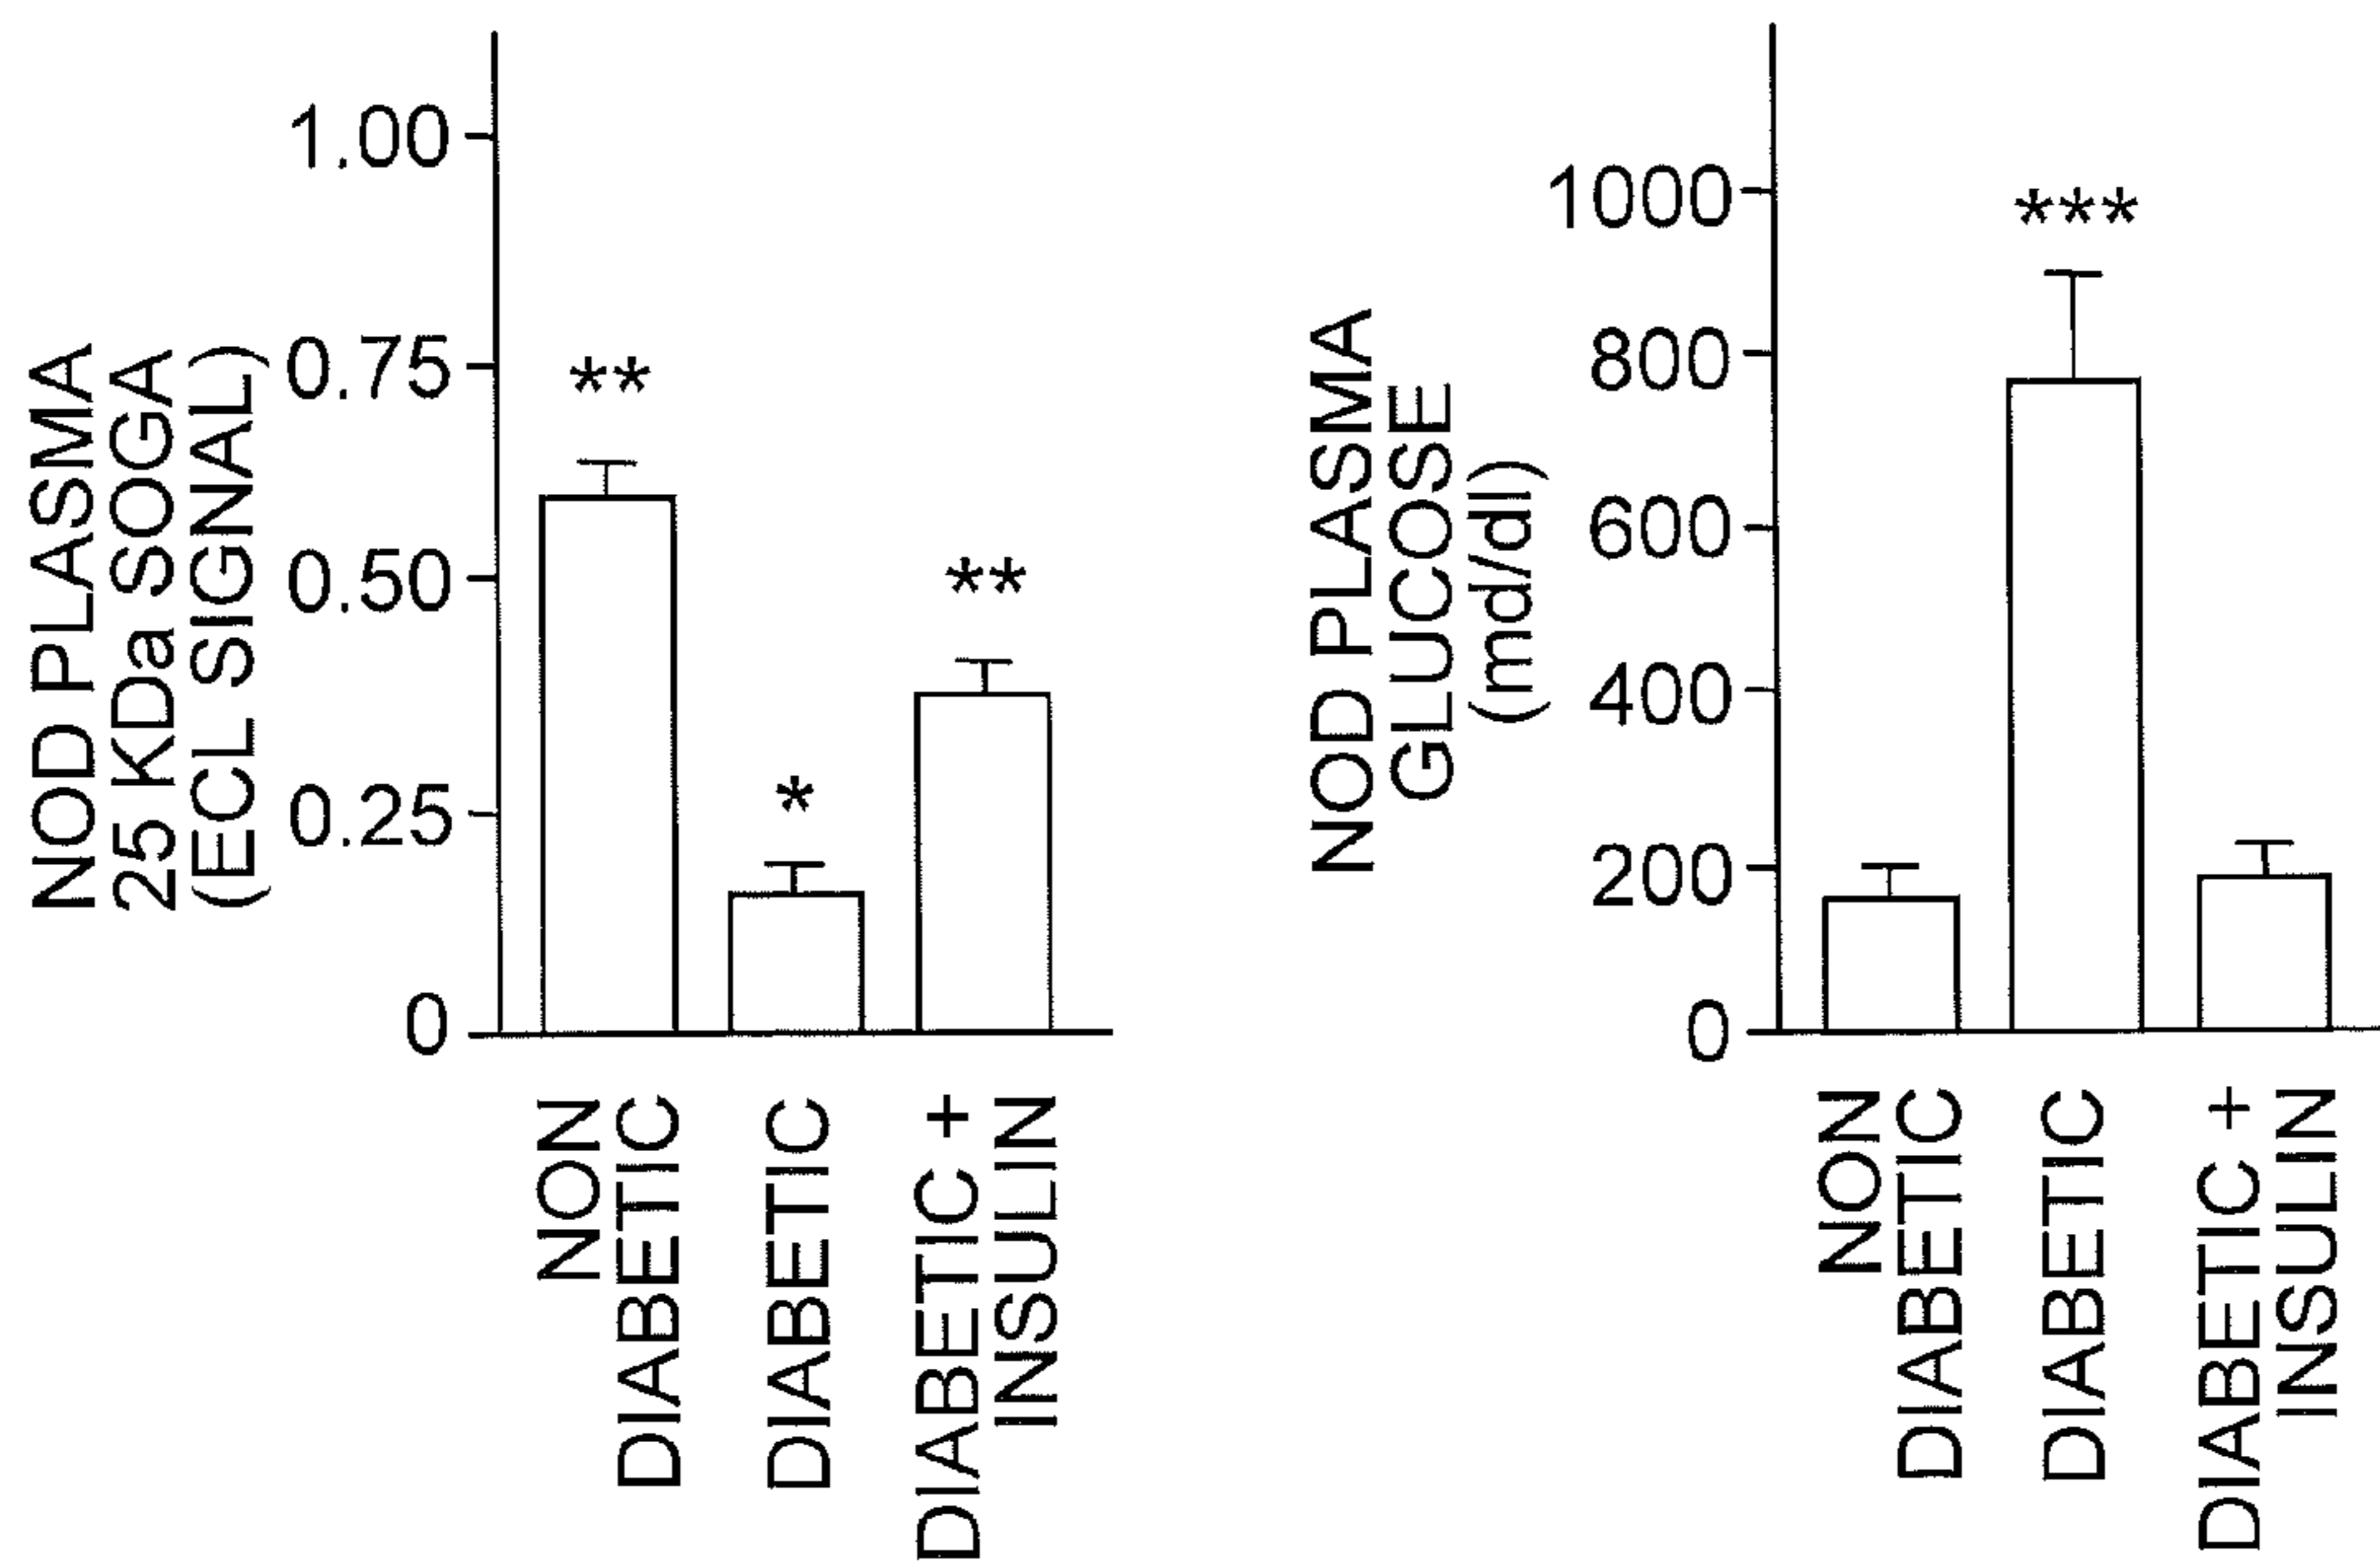 NOD PLASMA
25 KDa SOGA
(ECL SIGNAL)
1.00
0.75
0.50
0.25
0
**
*
**
NON
DIABETIC
DIABETIC
DIABETIC +
INSULIN
NOD PLASMA
GLUCOSE
(md/dl)
1000
800
600
400
200
0
***
NON
DIABETIC
DIABETIC
DIABETIC +
INSULIN